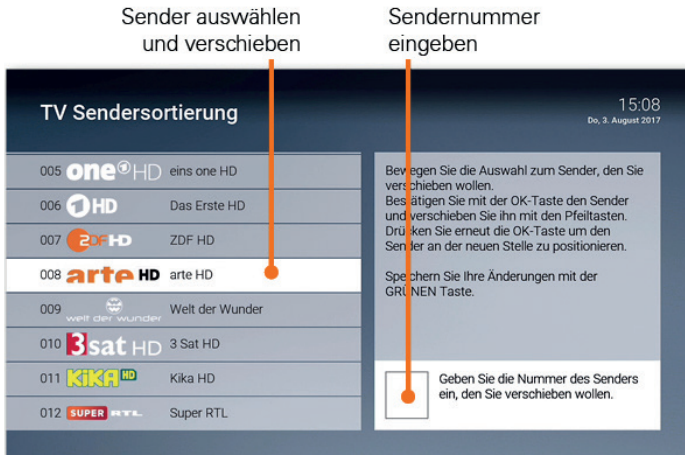 Sender auswählen
und verschieben
Sendernummer
eingeben
TV Sendersortierung
15:08
Do, 3. August 2017
005 one HD eins one HD
006 1 HD Das Erste HD
007 ZDF HD ZDF HD
008 arte HD arte HD
009 welt der wunder Welt der Wunder
010 3sat HD 3 Sat HD
011 KiKA HD Kika HD
012 SUPER RTL Super RTL
Bewegen Sie die Auswahl zum Sender, den Sie
verschieben wollen.
Bestätigen Sie mit der OK-Taste den Sender
und verschieben Sie ihn mit den Pfeiltasten.
Drücken Sie erneut die OK-Taste um den
Sender an der neuen Stelle zu positionieren.
Speichern Sie Ihre Änderungen mit der
GRÜNEN Taste.
Geben Sie die Nummer des Senders
ein, den Sie verschieben wollen.